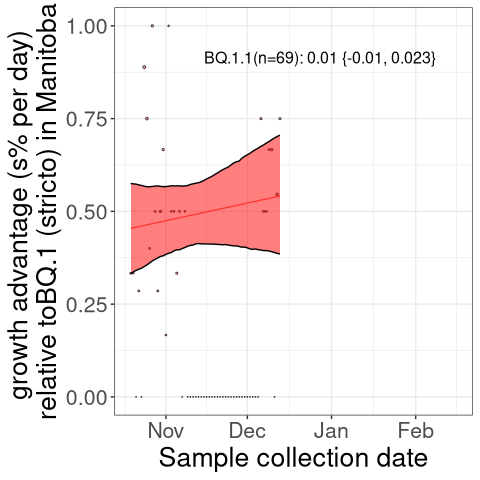 growth advantage (s% per day)
relative toBQ.1 (stricto) in Manitoba
1.00
0.75
0.50
0.25
0.00
BQ.1.1(n=69): 0.01 {-0.01, 0.023}
Nov Dec Jan Feb
Sample collection date